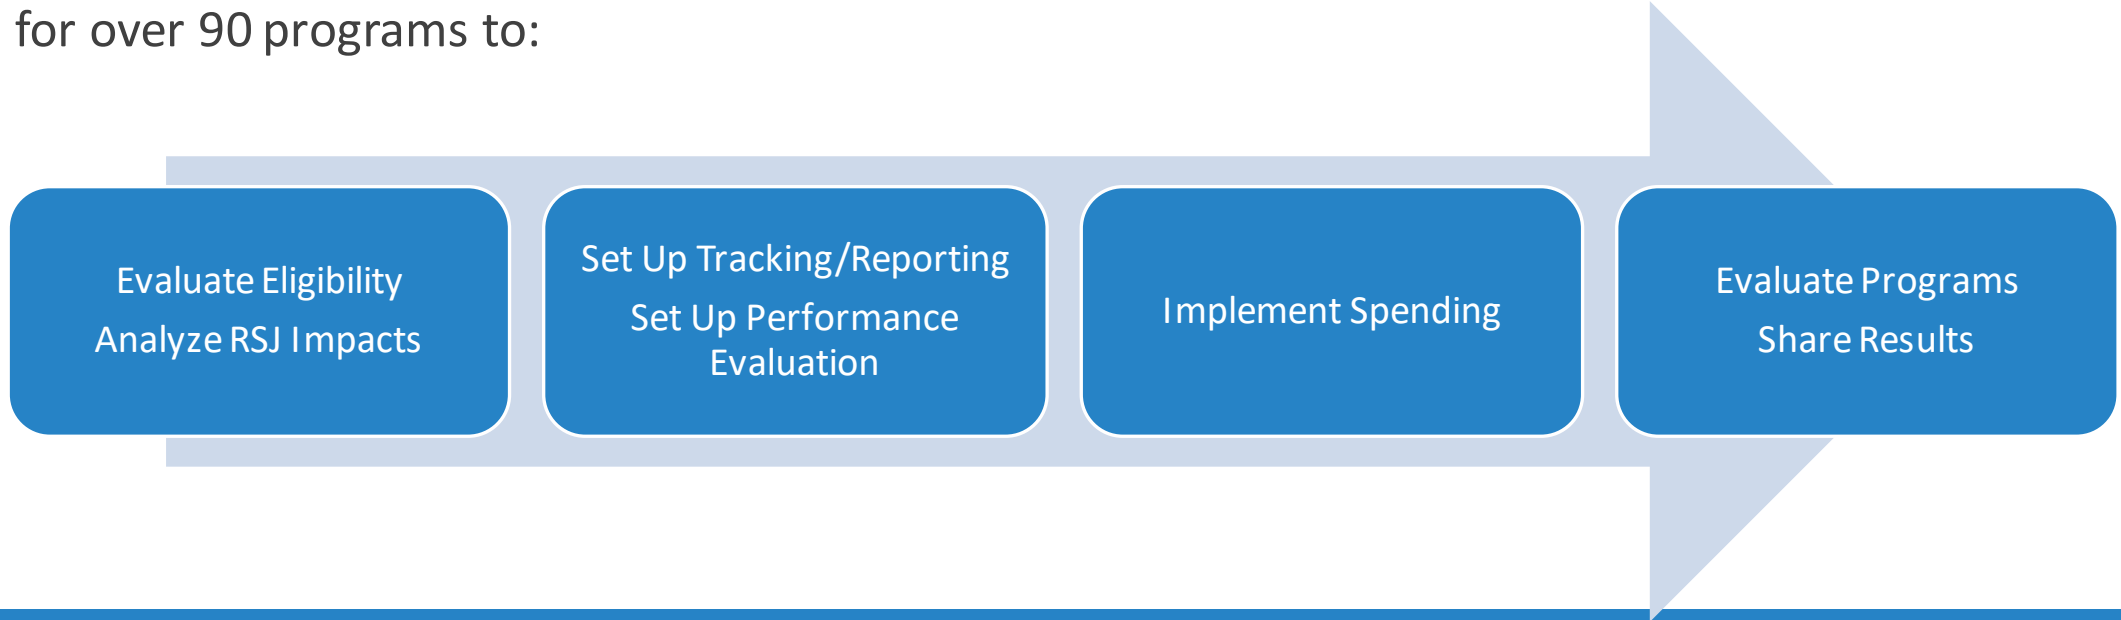 for over 90 programs to:
Evaluate Eligibility
Analyze RSJ Impacts
Set Up Tracking/Reporting
Set Up Performance
Evaluation
Implement Spending
Evaluate Programs
Share Results